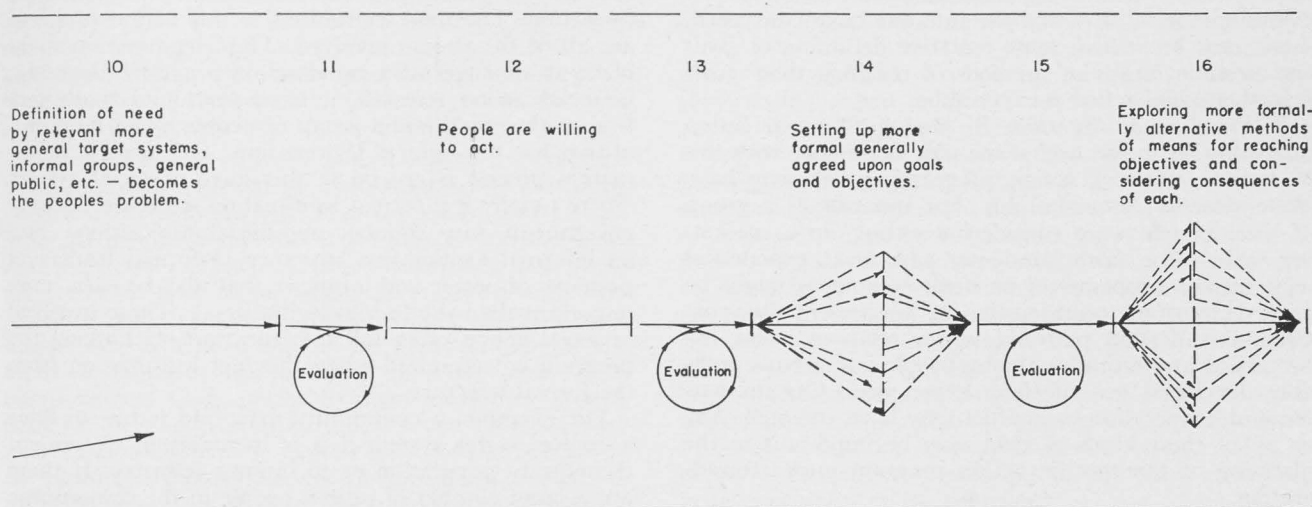 10 11 12 13 14 15 16
Definition of need
by relevant more
general target systems,
informal groups, general
public, etc. — becomes
the peoples problem.
People are willing
to act.
Setting up more
formal generally
agreed upon goals
and objectives.
Exploring more formal-
ly alternative methods
of means for reaching
objectives and con-
sidering consequences
of each.
Evaluation
Evaluation
Evaluation